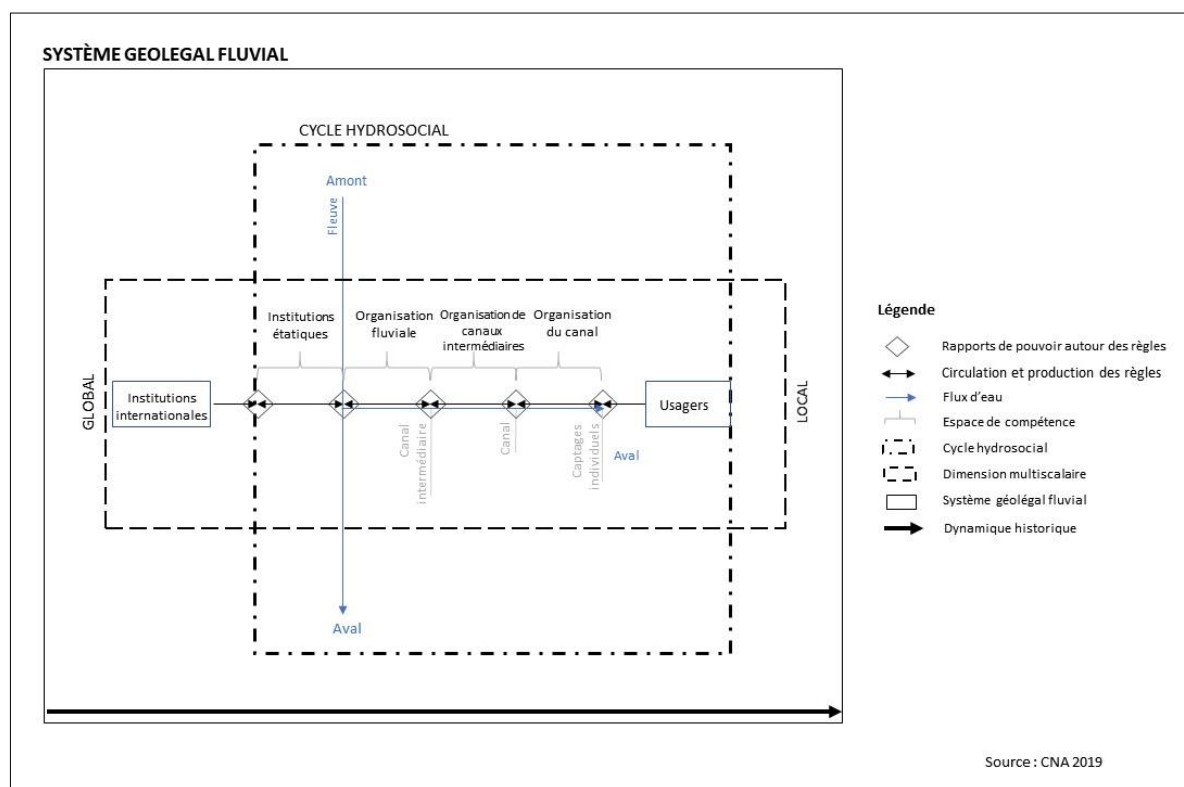 SYSTÈME GEOLEGAL FLUVIAL
CYCLE HYDROSOCIAL
Amont
Fleuve
Institutions
étatiques
Organisation
fluviale
Organisation de
canaux
intermédiaires
Organisation
du canal
GLOBAL
Institutions
internationales
Usagers
LOCAL
Canal
intermédiaire
Canal
Captages
individuels
Aval
Aval
Légende
Rapports de pouvoir autour des règles
Circulation et production des règles
Flux d'eau
Espace de compétence
Cycle hydrosocial
Dimension multiscalaire
Système géolégal fluvial
Dynamique historique
Source : CNA 2019